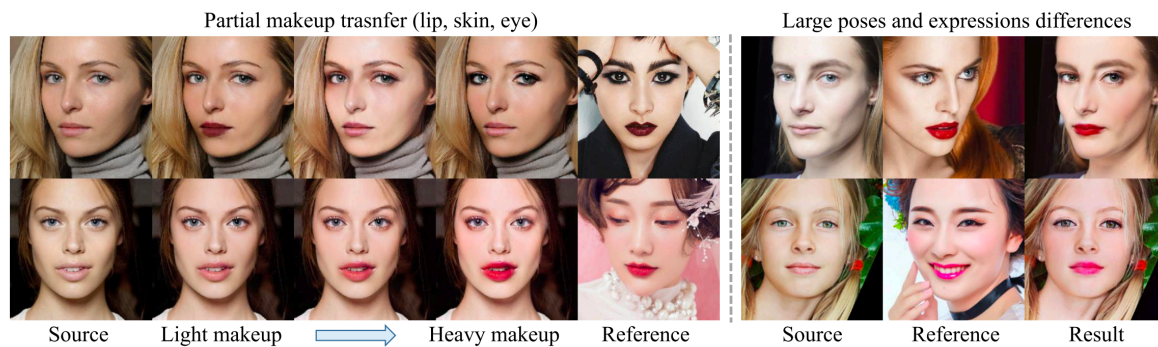 Partial makeup trasnfer (lip, skin, eye)
Large poses and expressions differences
Source Light makeup Heavy makeup Reference
Source Reference Result